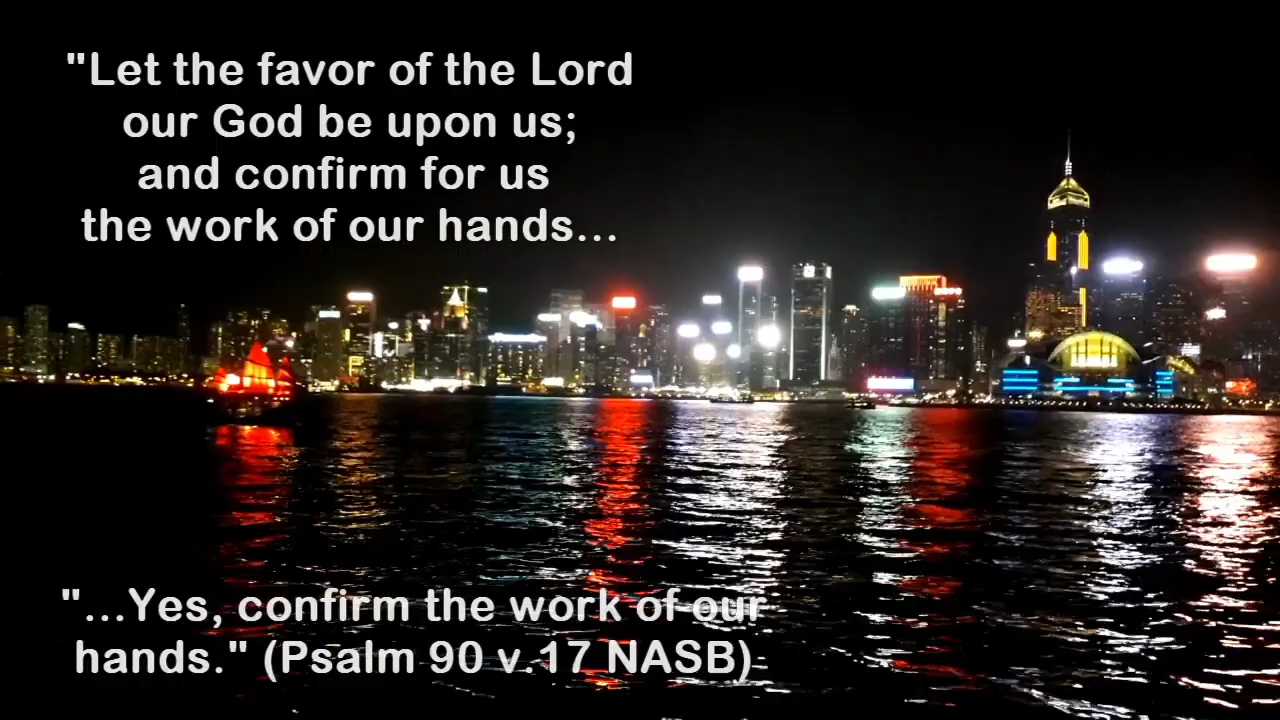 "Let the favor of the Lord
our God be upon us;
and confirm for us
the work of our hands...
"...Yes, confirm the work of our
hands." (Psalm 90 v.17 NASB)